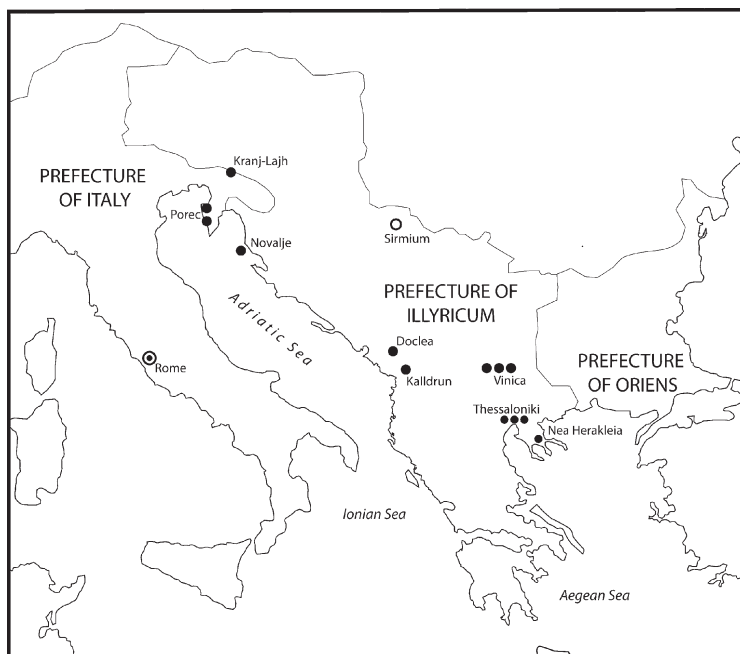 Kranj-Lajh
PREFECTURE
OF ITALY
Porec
Novalje
Sirmium
Adriatic Sea
PREFECTURE OF
ILLYRICUM
Doclea
Rome
Kalldrun
Vinica
PREFECTURE
OF ORIENS
Thessaloniki
Nea Herakleia
Ionian Sea
Aegean Sea